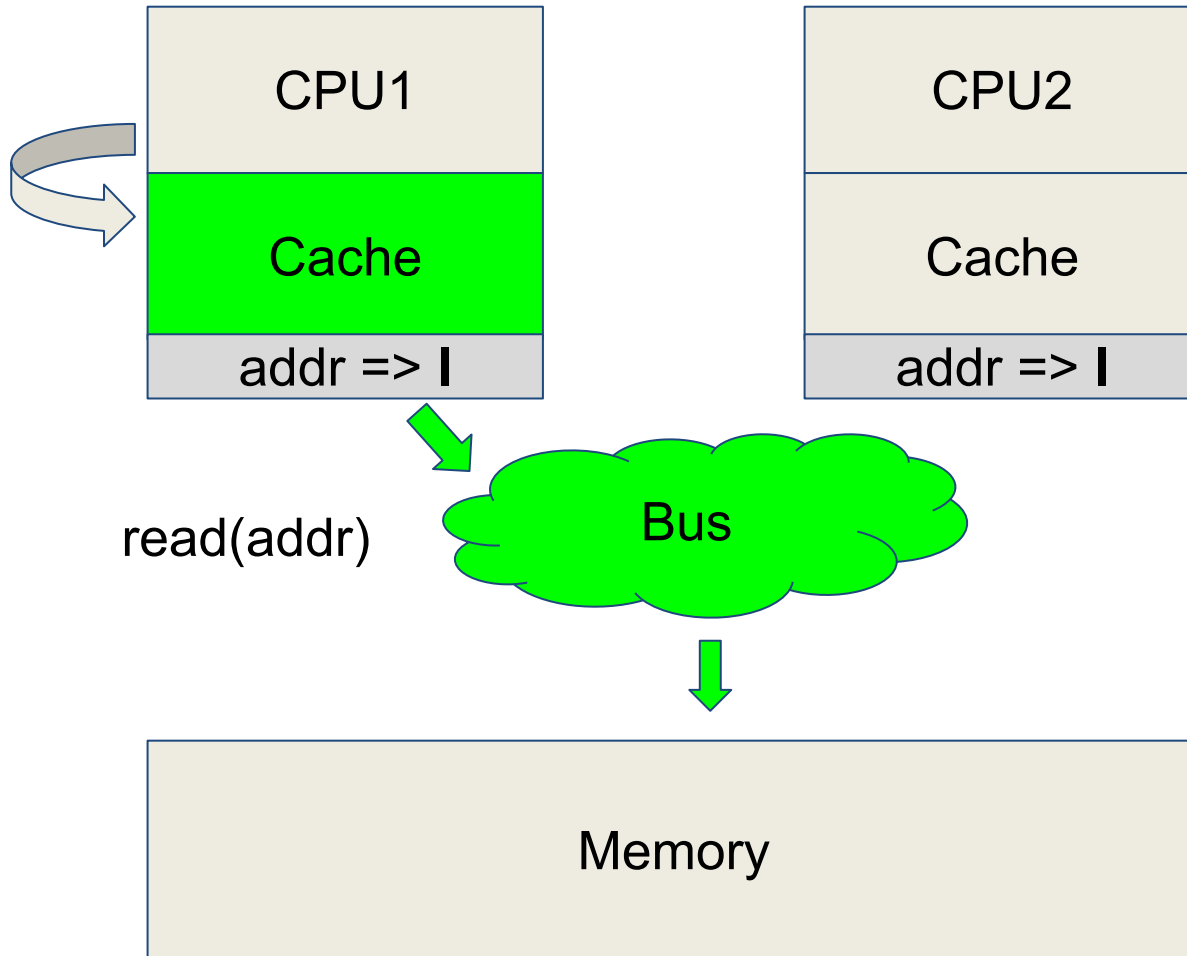 CPU1
CPU2
Cache
Cache
addr => I
addr => I
read(addr)
Bus
Memory